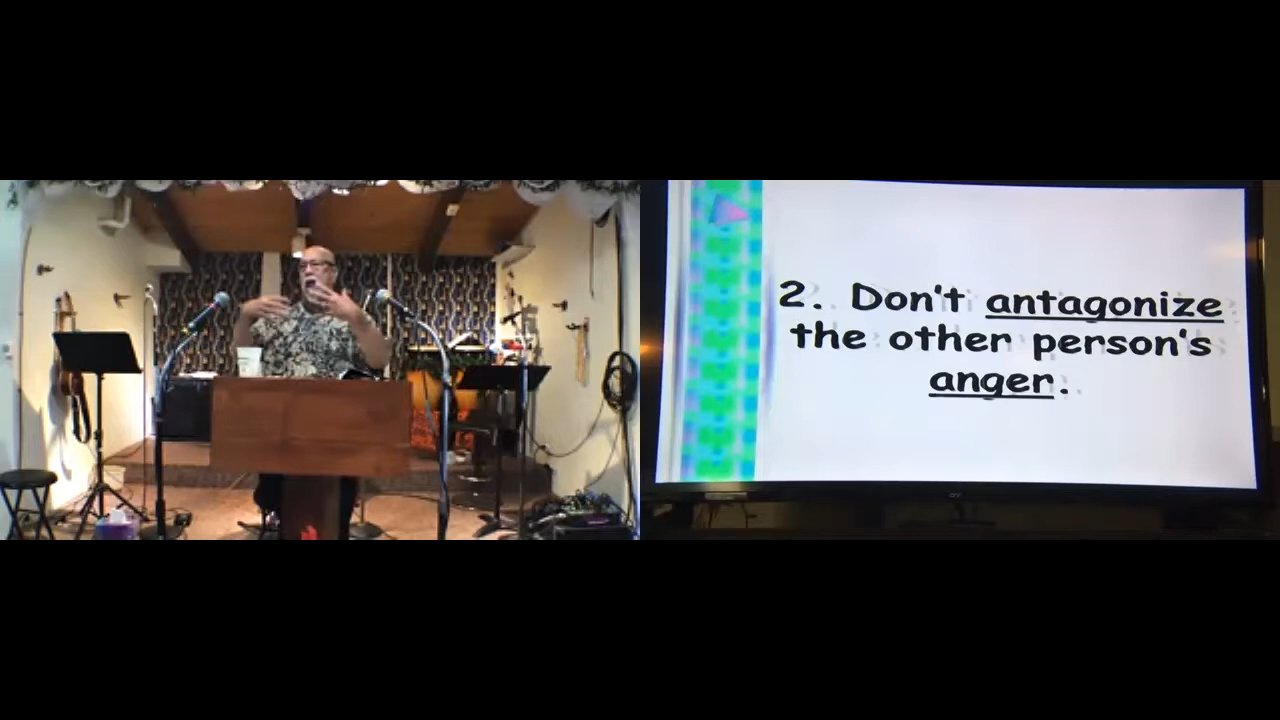 2. Don't antagonize
the other person's
anger.